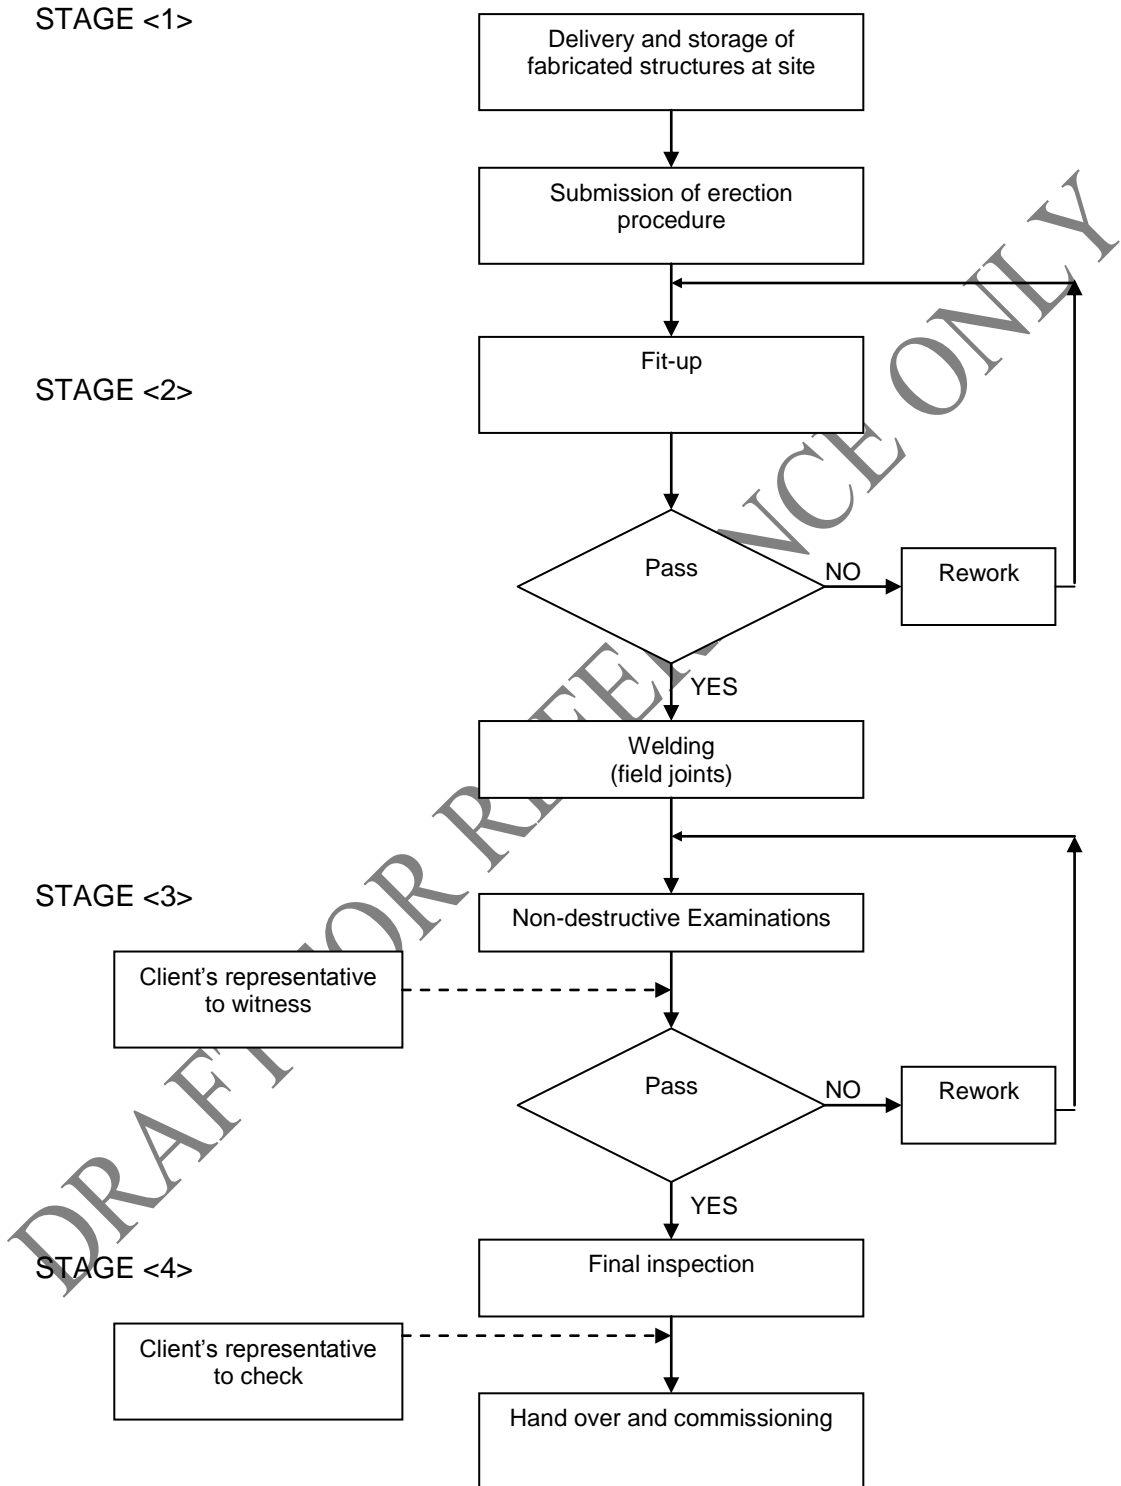 STAGE <1>
Delivery and storage of
fabricated structures at site
Submission of erection
procedure
STAGE <2>
Fit-up
Pass
NO
Rework
YES
Welding
(field joints)
STAGE <3>
Non-destructive Examinations
Client’s representative
to witness
Pass
NO
Rework
YES
STAGE <4>
Final inspection
Client’s representative
to check
Hand over and commissioning
DRAFT FOR REFERENCE ONLY